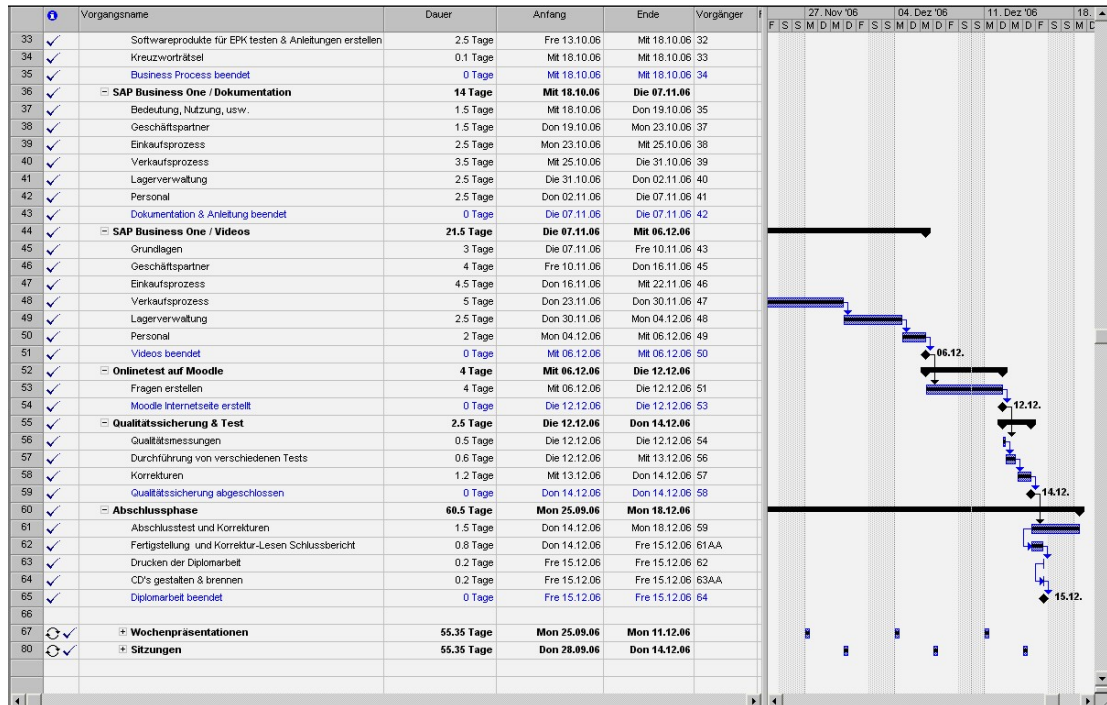 Vorgangsname Dauer Anfang Ende Vorgänger 27. Nov '06 04. Dez '06 11. Dez '06 18.
F S S M D M D F S S M D M D F S S M D M D F S S M D
33 Softwareprodukte für EPK testen & Anleitungen erstellen 2.5 Tage Fre 13.10.06 Mit 18.10.06 32
34 Kreuzworträtsel 0.1 Tage Mit 18.10.06 Mit 18.10.06 33
35 Business Process beendet 0 Tage Mit 18.10.06 Mit 18.10.06 34
36 SAP Business One / Dokumentation 14 Tage Mit 18.10.06 Die 07.11.06
37 Bedeutung, Nutzung, usw. 1.5 Tage Mit 18.10.06 Don 19.10.06 35
38 Geschäftspartner 1.5 Tage Don 19.10.06 Mon 23.10.06 37
39 Einkaufsprozess 2.5 Tage Mon 23.10.06 Mit 25.10.06 38
40 Verkaufsprozess 3.5 Tage Mit 25.10.06 Die 31.10.06 39
41 Lagerverwaltung 2.5 Tage Die 31.10.06 Don 02.11.06 40
42 Personal 2.5 Tage Don 02.11.06 Die 07.11.06 41
43 Dokumentation & Anleitung beendet 0 Tage Die 07.11.06 Die 07.11.06 42
44 SAP Business One / Videos 21.5 Tage Die 07.11.06 Mit 06.12.06
45 Grundlagen 3 Tage Die 07.11.06 Fre 10.11.06 43
46 Geschäftspartner 4 Tage Fre 10.11.06 Don 16.11.06 45
47 Einkaufsprozess 4.5 Tage Don 16.11.06 Mit 22.11.06 46
48 Verkaufsprozess 5 Tage Don 23.11.06 Don 30.11.06 47
49 Lagerverwaltung 2.5 Tage Don 30.11.06 Mon 04.12.06 48
50 Personal 2 Tage Mon 04.12.06 Mit 06.12.06 49
51 Videos beendet 0 Tage Mit 06.12.06 Mit 06.12.06 50 06.12.
52 Onlinetest auf Moodle 4 Tage Mit 06.12.06 Die 12.12.06
53 Fragen erstellen 4 Tage Mit 06.12.06 Die 12.12.06 51
54 Moodle Internetseite erstellt 0 Tage Die 12.12.06 Die 12.12.06 53 12.12.
55 Qualitätssicherung & Test 2.5 Tage Die 12.12.06 Don 14.12.06
56 Qualitätsmessungen 0.5 Tage Die 12.12.06 Die 12.12.06 54
57 Durchführung von verschiedenen Tests 0.6 Tage Die 12.12.06 Mit 13.12.06 56
58 Korrekturen 1.2 Tage Mit 13.12.06 Don 14.12.06 57
59 Qualitätssicherung abgeschlossen 0 Tage Don 14.12.06 Don 14.12.06 58 14.12.
60 Abschlussphase 60.5 Tage Mon 25.09.06 Mon 18.12.06
61 Abschlusstest und Korrekturen 1.5 Tage Don 14.12.06 Mon 18.12.06 59
62 Fertigstellung und Korrektur-Lesen Schlussbericht 0.8 Tage Don 14.12.06 Fre 15.12.06 61AA
63 Drucken der Diplomarbeit 0.2 Tage Fre 15.12.06 Fre 15.12.06 62
64 CD's gestalten & brennen 0.2 Tage Fre 15.12.06 Fre 15.12.06 63AA
65 Diplomarbeit beendet 0 Tage Fre 15.12.06 Fre 15.12.06 64 15.12.
66
67 Wochenpräsentationen 55.35 Tage Mon 25.09.06 Mon 11.12.06
80 Sitzungen 55.35 Tage Don 28.09.06 Don 14.12.06